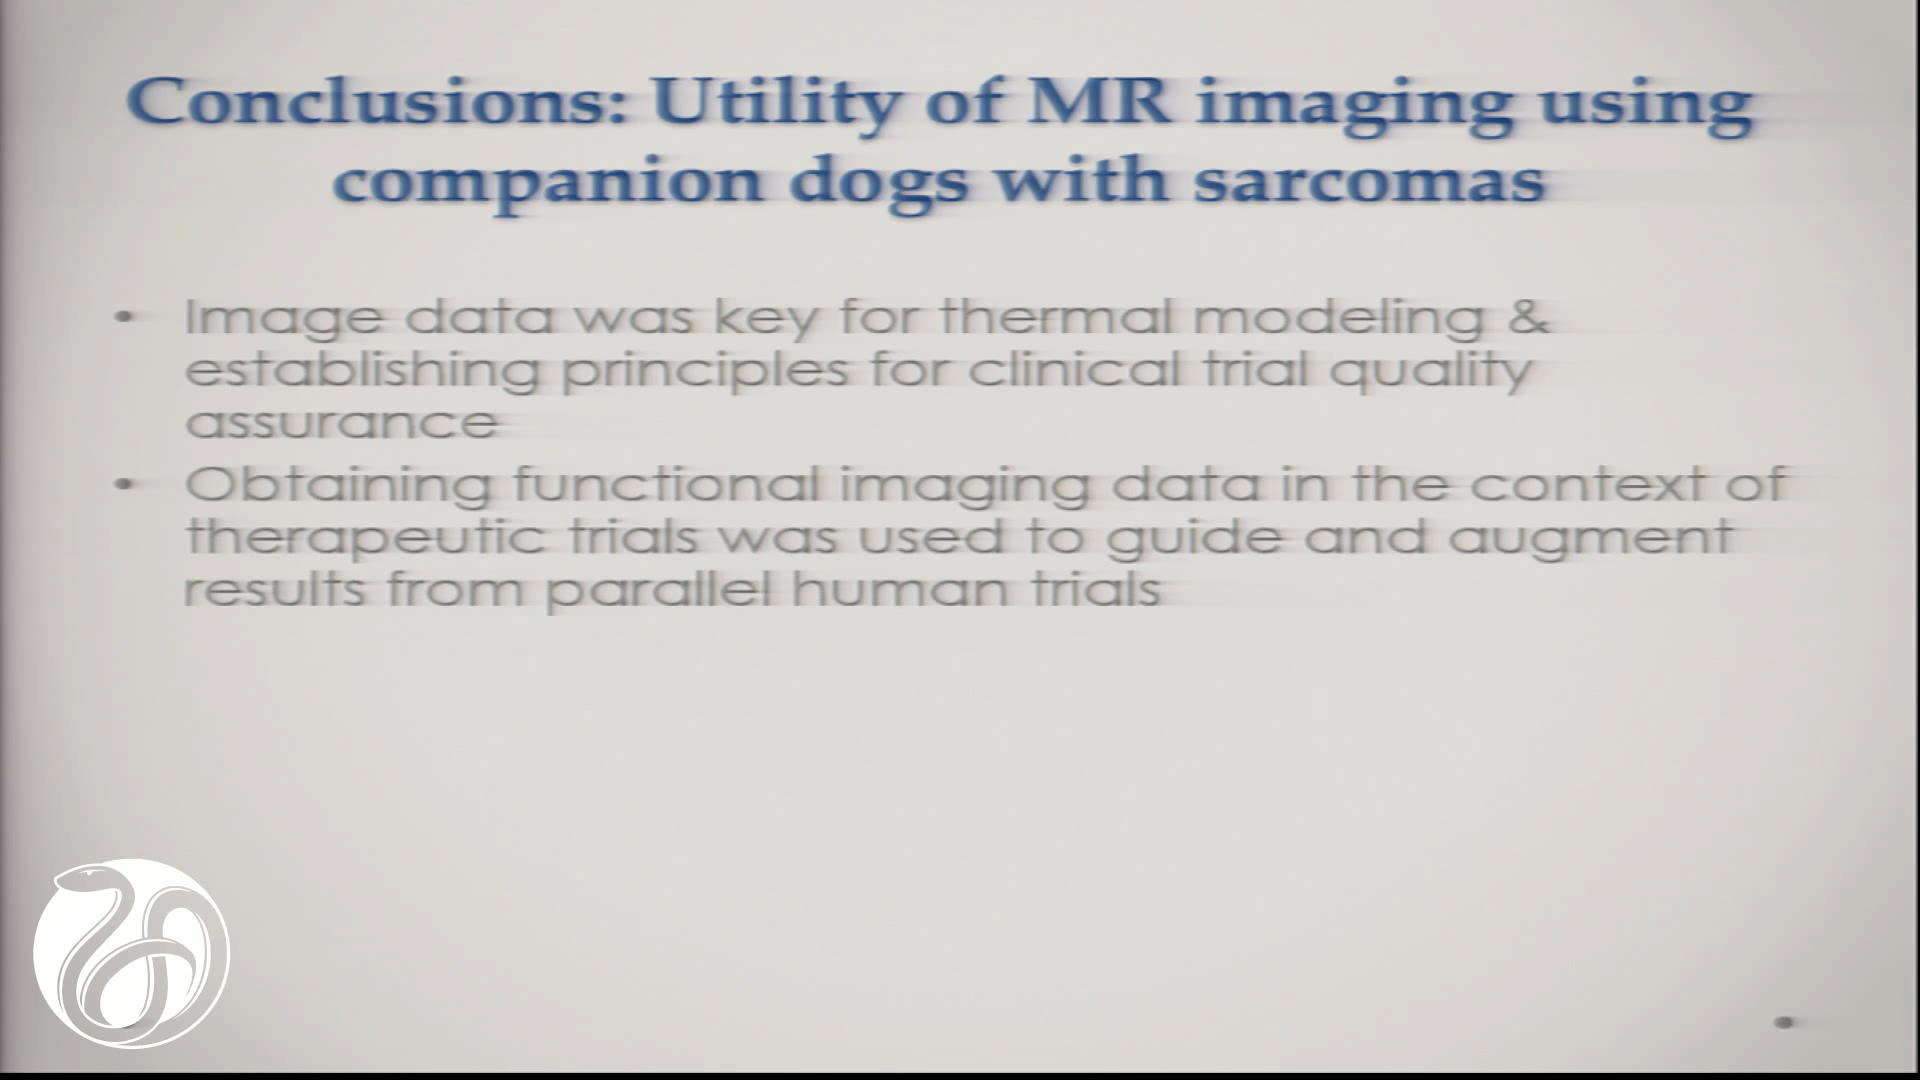 Conclusions: Utility of MR imaging using
companion dogs with sarcomas
• Image data was key for thermal modeling &
establishing principles for clinical trial quality
assurance
• Obtaining functional imaging data in the context of
therapeutic trials was used to guide and augment
results from parallel human trials